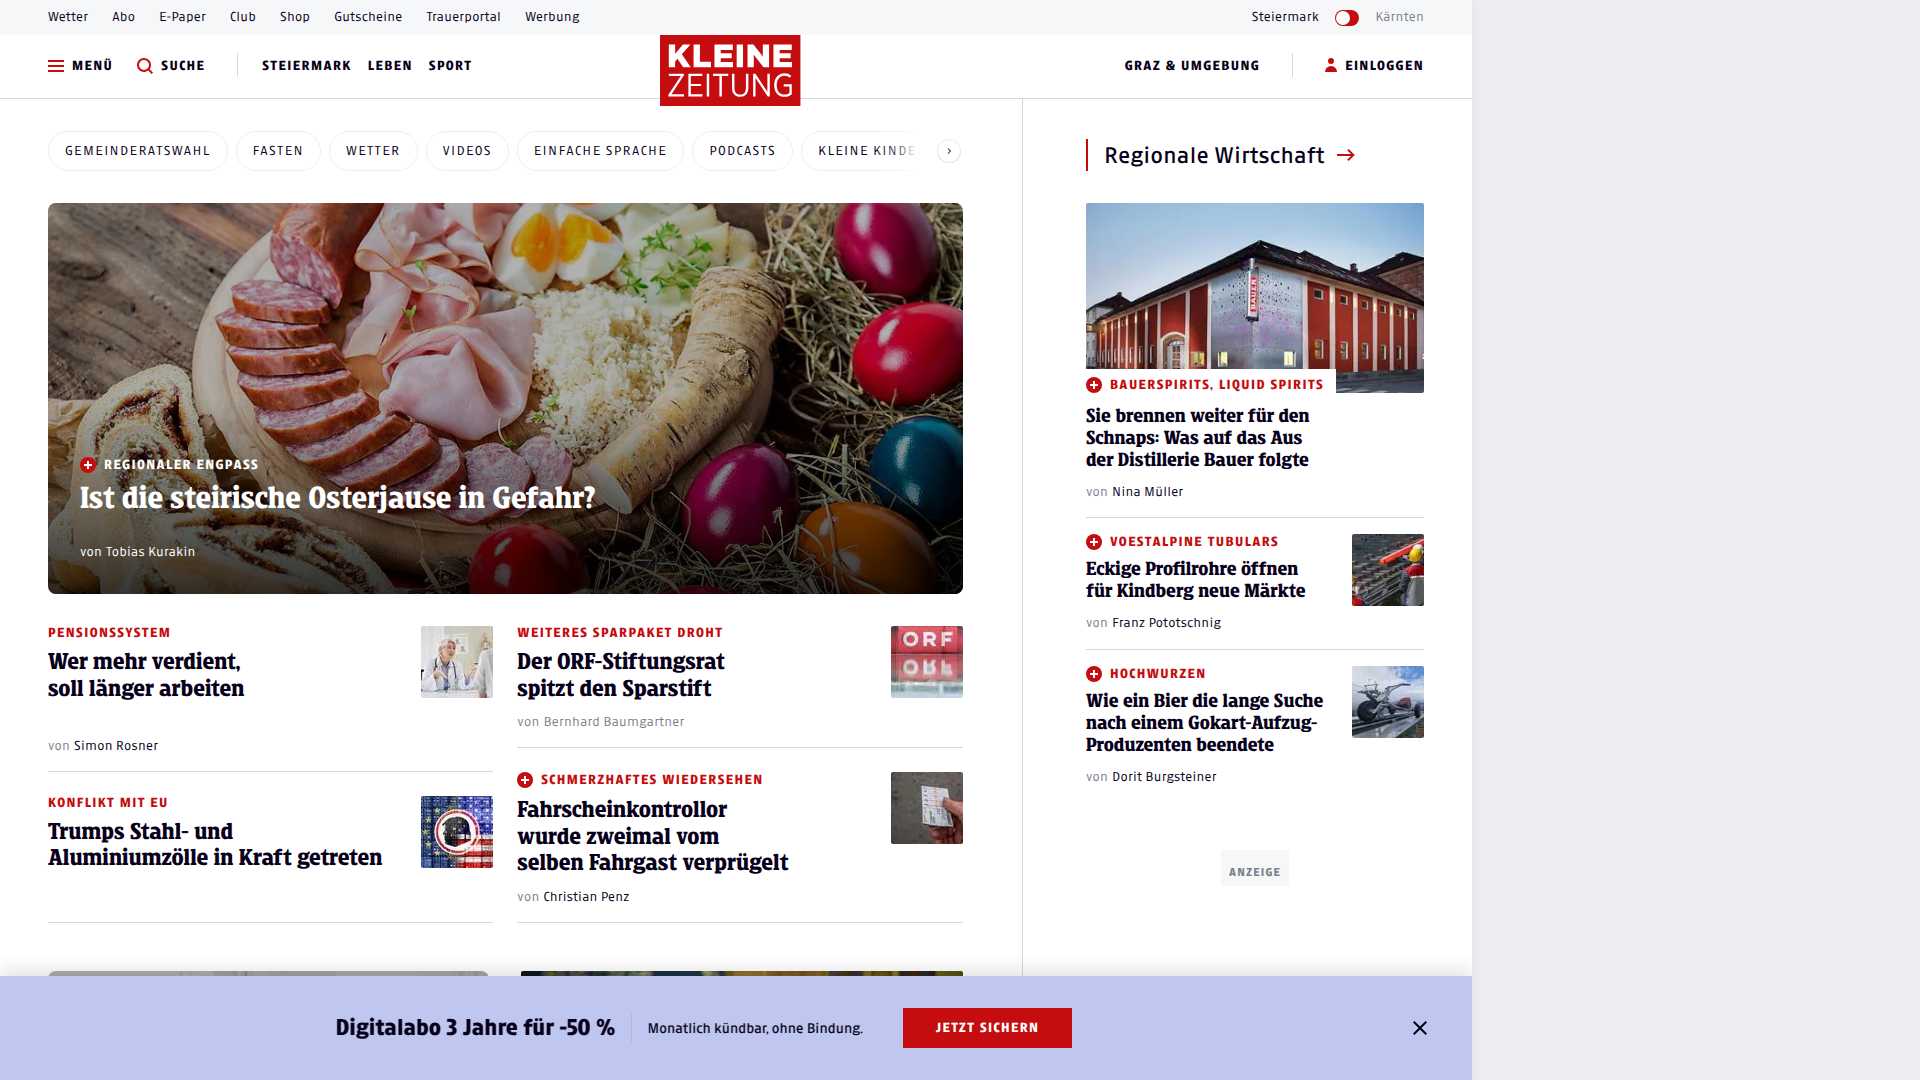 Wetter Abo E-Paper Club Shop Gutscheine Trauerportal Werbung Steiermark Kärnten
MENÜ SUCHE STEIERMARK LEBEN SPORT KLEINE ZEITUNG GRAZ & UMGEBUNG EINLOGGEN
GEMEINDERATSWAHL FASTEN WETTER VIDEOS EINFACHE SPRACHE PODCASTS KLEINE KINDE
REGIONALER ENGPASS
Ist die steirische Osterjause in Gefahr?
von Tobias Kurakin
PENSIONSSYSTEM
Wer mehr verdient,
soll länger arbeiten
von Simon Rosner
KONFLIKT MIT EU
Trumps Stahl- und
Aluminiumzölle in Kraft getreten
WEITERES SPARPAKET DROHT
Der ORF-Stiftungsrat
spitzt den Sparstift
von Bernhard Baumgartner
ORF
SCHMERZHAFTES WIEDERSEHEN
Fahrscheinkontrollor
wurde zweimal vom
selben Fahrgast verprügelt
von Christian Penz
Regionale Wirtschaft
BAUER
BAUERSPIRITS, LIQUID SPIRITS
Sie brennen weiter für den
Schnaps: Was auf das Aus
der Distillerie Bauer folgte
von Nina Müller
VOESTALPINE TUBULARS
Eckige Profilrohre öffnen
für Kindberg neue Märkte
von Franz Pototschnig
HOCHWURZEN
Wie ein Bier die lange Suche
nach einem Gokart-Aufzug-
Produzenten beendete
von Dorit Burgsteiner
ANZEIGE
Digitalabo 3 Jahre für -50 % Monatlich kündbar, ohne Bindung. JETZT SICHERN